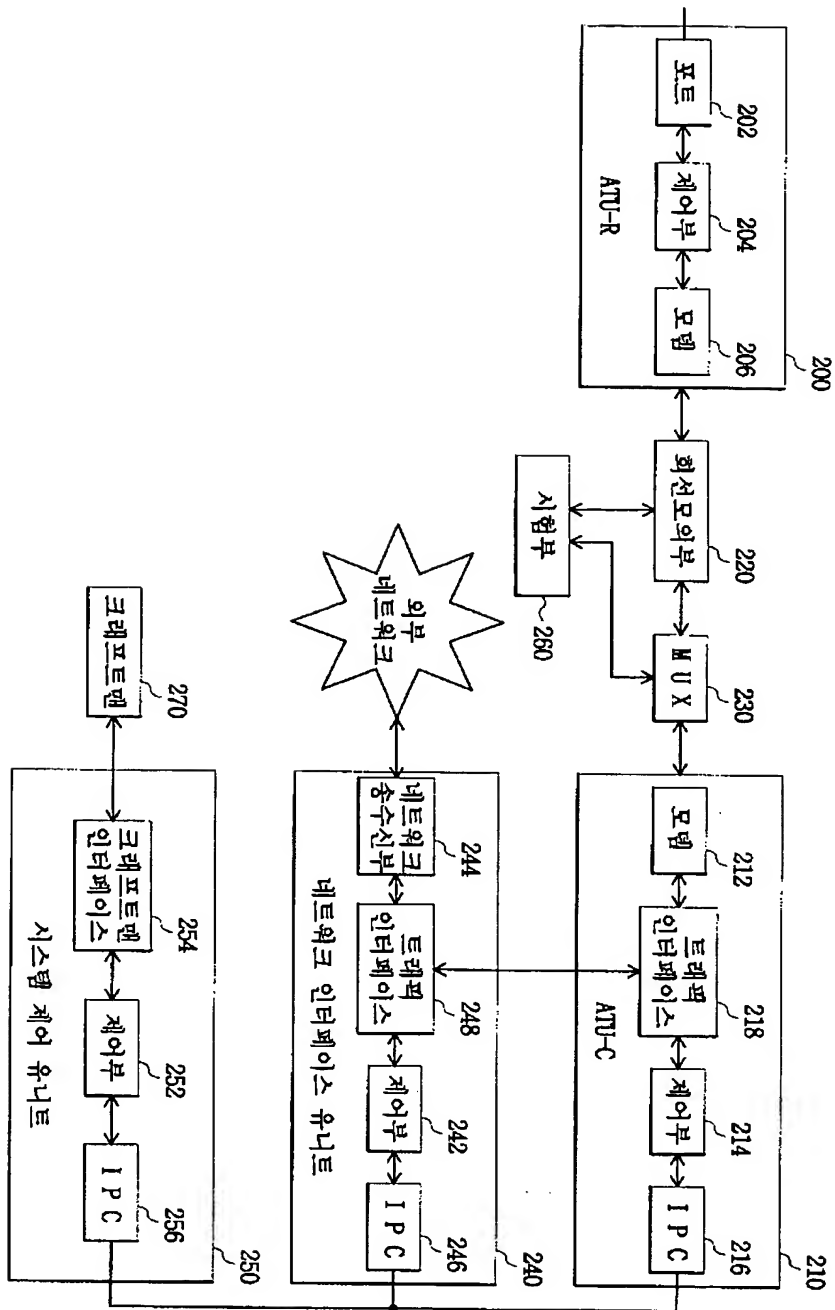 200
ATU-R
포트
202
제어부
204
모뎀
206
회선모의부
220
MUX
230
시험부
260
210
ATU-C
모뎀
212
트래픽
인터페이스
218
제어부
214
IPC
216
외부
네트워크
240
네트워크 인터페이스 유니트
네트워크
송수신부
244
트래픽
인터페이스
248
제어부
242
IPC
246
크래프트맨
270
250
시스템 제어 유니트
크래프트맨
인터페이스
254
제어부
252
IPC
256